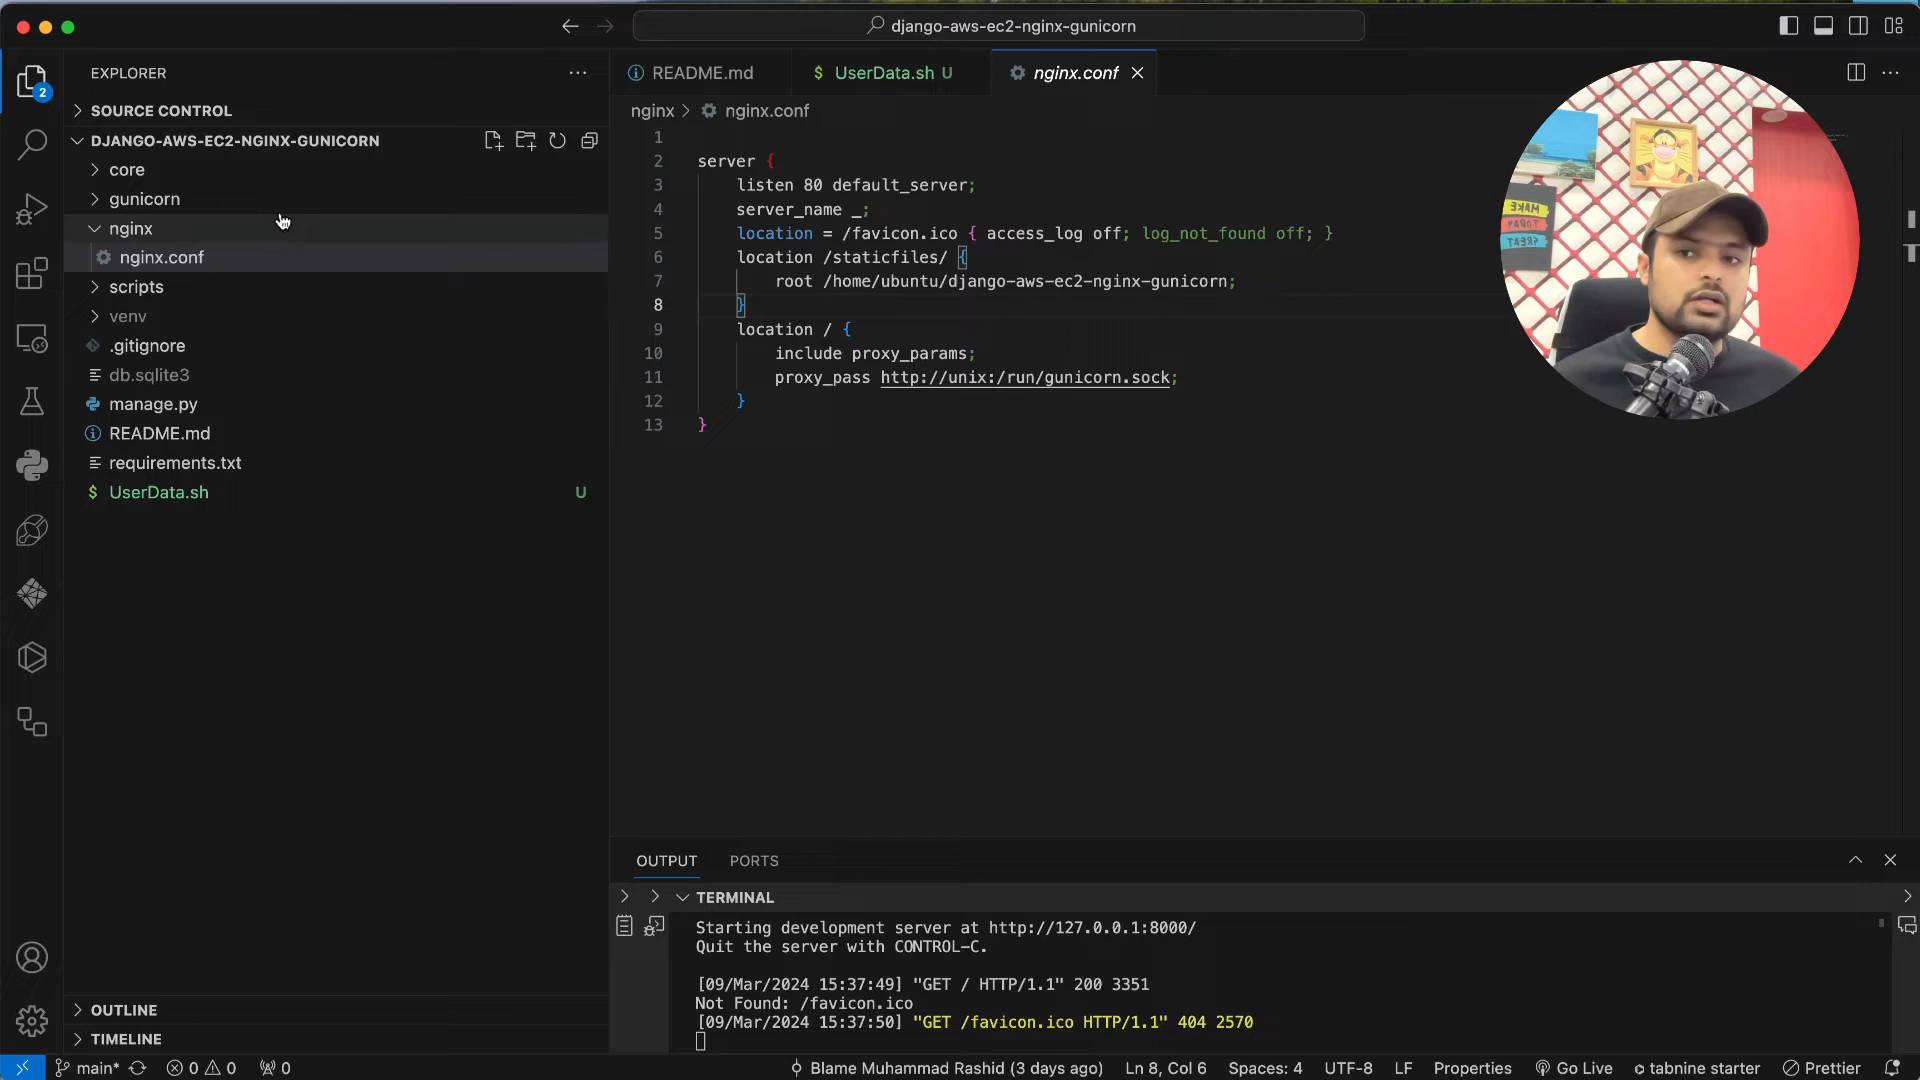 django-aws-ec2-nginx-gunicorn
EXPLORER
SOURCE CONTROL
DJANGO-AWS-EC2-NGINX-GUNICORN
core
gunicorn
nginx
nginx.conf
scripts
venv
.gitignore
db.sqlite3
manage.py
README.md
requirements.txt
$ UserData.sh U
OUTLINE
TIMELINE
2
README.md
$ UserData.sh U
nginx.conf
nginx > nginx.conf
1
2 server {
3 listen 80 default_server;
4 server_name _;
5 location = /favicon.ico { access_log off; log_not_found off; }
6 location /staticfiles/ {
7 root /home/ubuntu/django-aws-ec2-nginx-gunicorn;
8 }
9 location / {
10 include proxy_params;
11 proxy_pass http://unix:/run/gunicorn.sock;
12 }
13 }
MAKE
TODAY
GREAT
OUTPUT PORTS
TERMINAL
Starting development server at http://127.0.0.1:8000/
Quit the server with CONTROL-C.
[09/Mar/2024 15:37:49] "GET / HTTP/1.1" 200 3351
Not Found: /favicon.ico
[09/Mar/2024 15:37:50] "GET /favicon.ico HTTP/1.1" 404 2570
main* 0 0 0 Blame Muhammad Rashid (3 days ago) Ln 8, Col 6 Spaces: 4 UTF-8 LF Properties Go Live tabnine starter Prettier